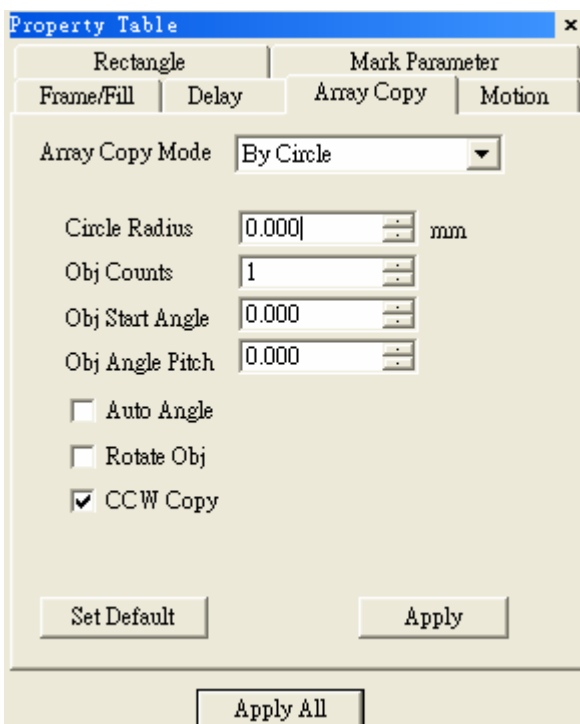 Property Table
Rectangle Mark Parameter
Frame/Fill Delay Array Copy Motion
Array Copy Mode By Circle
Circle Radius 0.000 mm
Obj Counts 1
Obj Start Angle 0.000
Obj Angle Pitch 0.000
Auto Angle
Rotate Obj
CCW Copy
Set Default Apply
Apply All